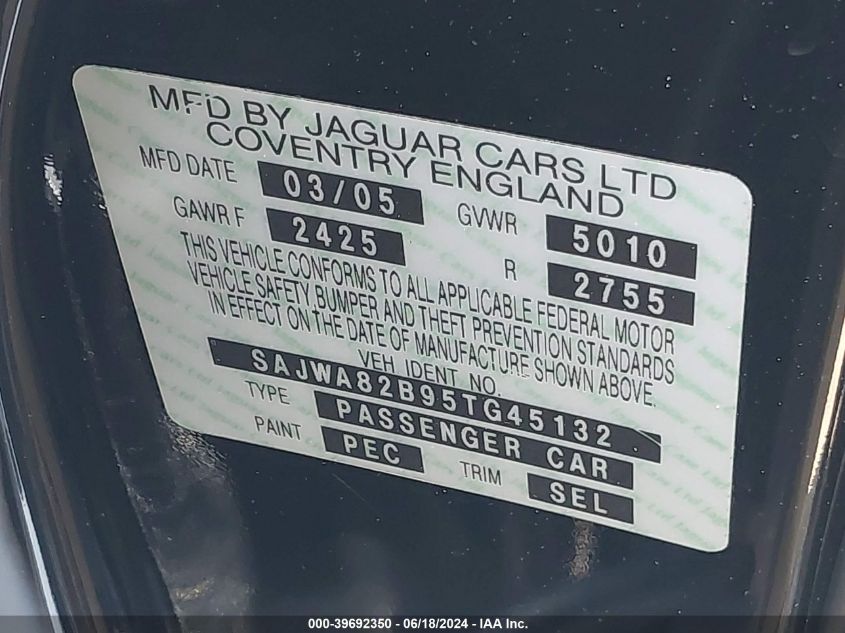 MFD BY JAGUAR CARS LTD
COVENTRY ENGLAND
MFD DATE 03/05 GVWR 5010
GAWR F 2425 R 2755
THIS VEHICLE CONFORMS TO ALL APPLICABLE FEDERAL MOTOR
VEHICLE SAFETY, BUMPER AND THEFT PREVENTION STANDARDS
IN EFFECT ON THE DATE OF MANUFACTURE SHOWN ABOVE.
VEH. IDENT. NO.
SAJWA82B95TG45132
TYPE PASSENGER CAR
PAINT PEC TRIM SEL
000-39692350 - 06/18/2024 - IAA Inc.